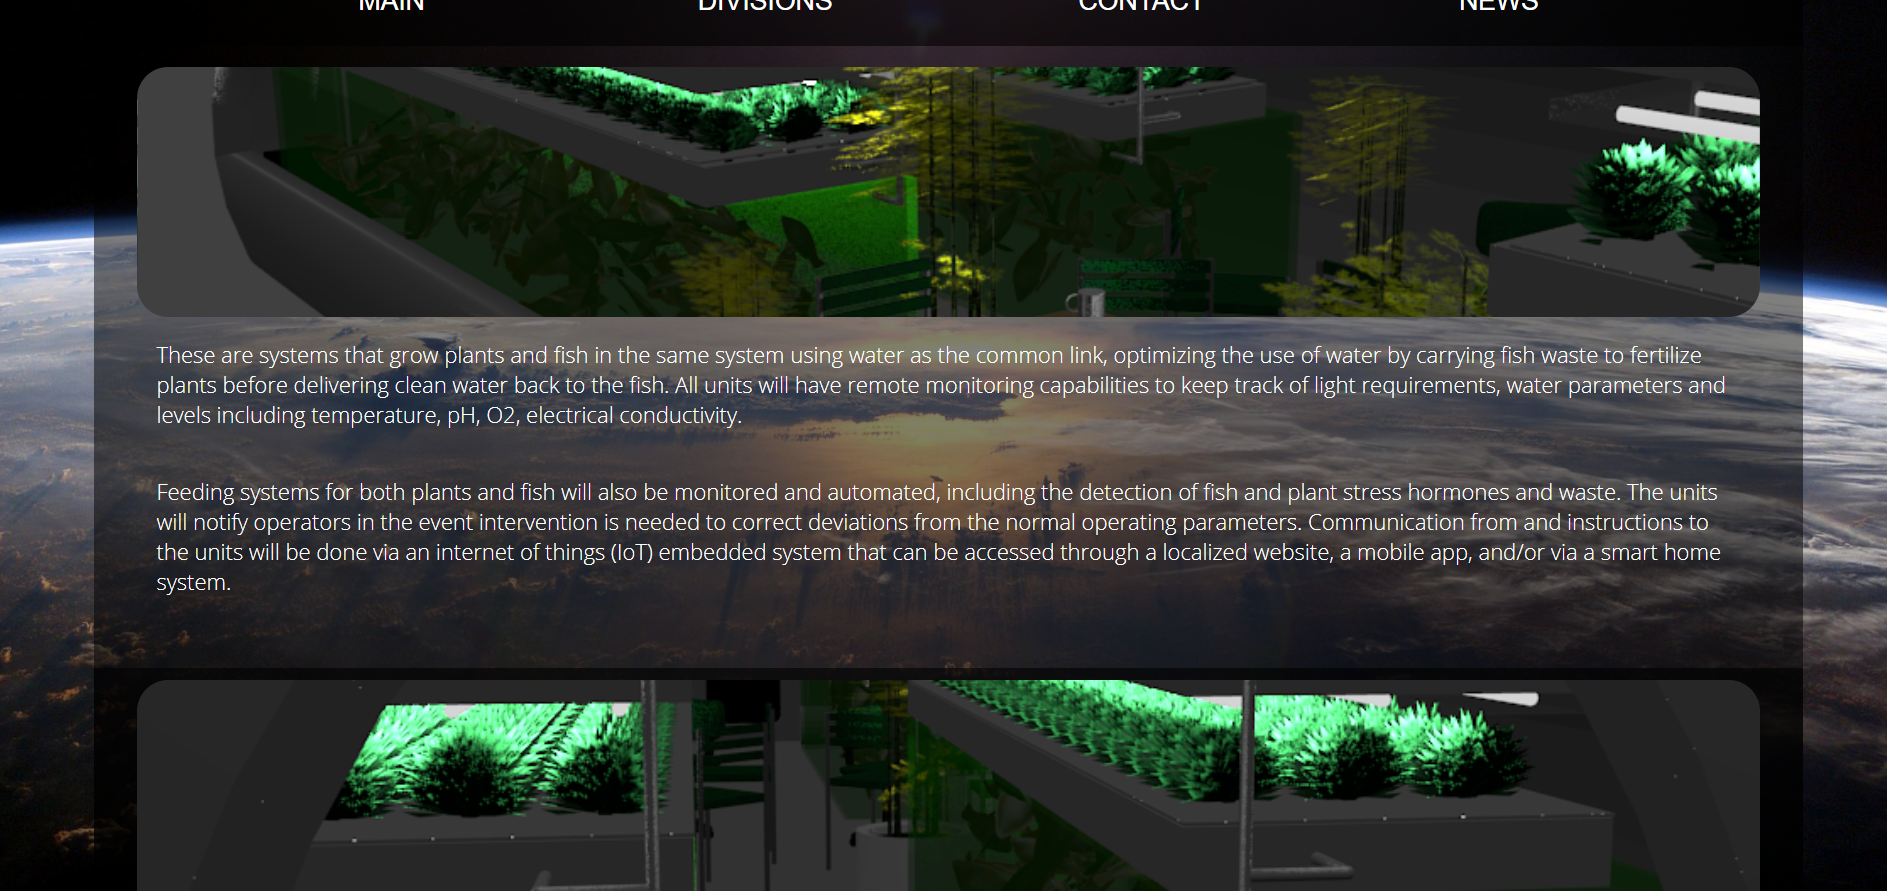 MAIN DIVISIONS CONTACT NEWS
These are systems that grow plants and fish in the same system using water as the common link, optimizing the use of water by carrying fish waste to fertilize
plants before delivering clean water back to the fish. All units will have remote monitoring capabilities to keep track of light requirements, water parameters and
levels including temperature, pH, O2, electrical conductivity.
Feeding systems for both plants and fish will also be monitored and automated, including the detection of fish and plant stress hormones and waste. The units
will notify operators in the event intervention is needed to correct deviations from the normal operating parameters. Communication from and instructions to
the units will be done via an internet of things (IoT) embedded system that can be accessed through a localized website, a mobile app, and/or via a smart home
system.